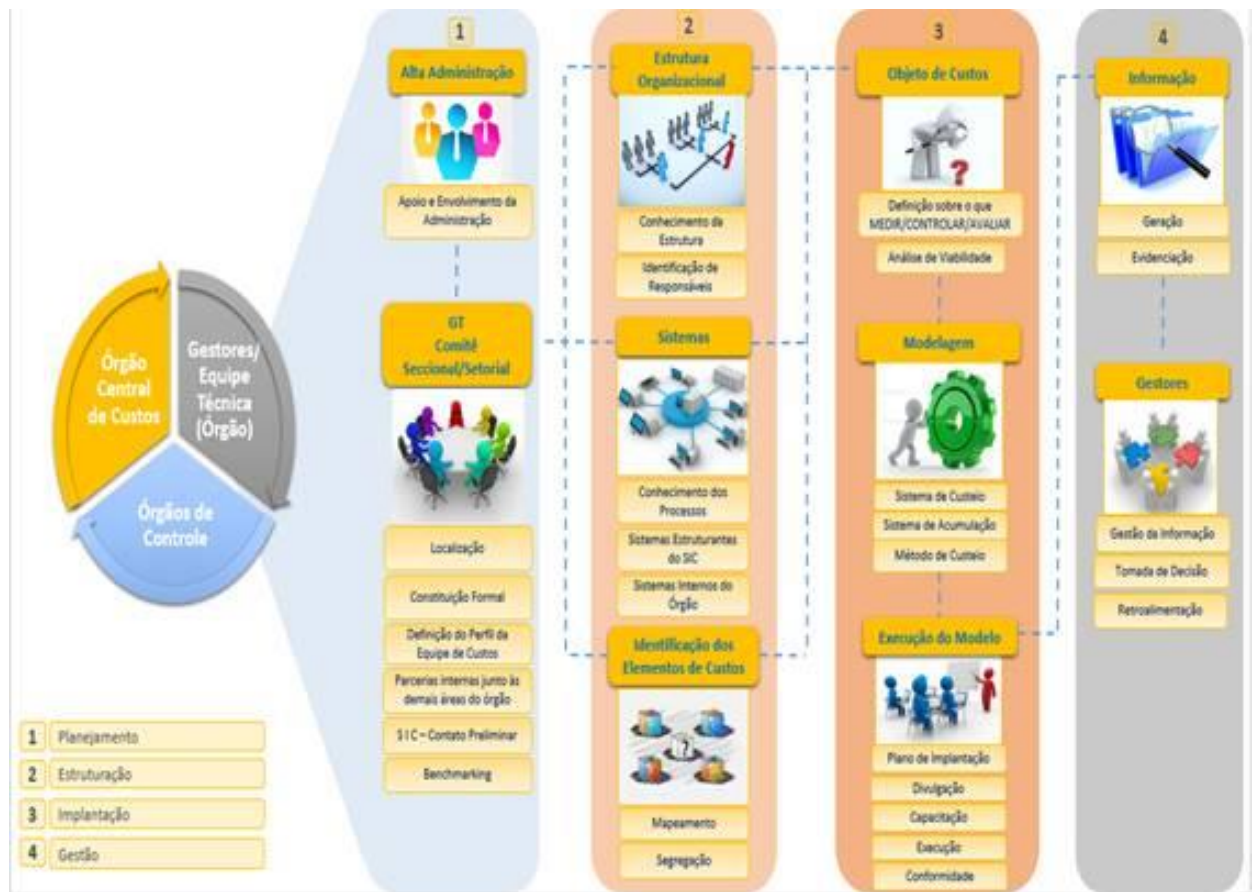 Órgão
Central
de Custos
Gestores/
Equipe
Técnica
(Órgão)
Órgãos de
Controle
1
Planejamento
2
Estruturação
3
Implantação
4
Gestão
1
Alta Administração
Apoio e Envolvimento da
Administração
GT
Comitê
Seccional/Setorial
Localização
Constituição Formal
Definição do Perfil da
Equipe de Custos
Parcerias internas junto às
demais áreas do órgão
S I C – Contato Preliminar
Benchmarking
2
Estrutura
Organizacional
Conhecimento da
Estrutura
Identificação de
Responsáveis
Sistemas
Conhecimento dos
Processos
Sistemas Estruturantes
do SIC
Sistemas Internos do
Órgão
Identificação dos
Elementos de Custos
?
Mapeamento
Segregação
3
Objeto de Custos
?
Definição sobre o que
MEDIR/CONTROLAR/AVALIAR
Análise de Viabilidade
Modelagem
Sistema de Custeio
Sistema de Acumulação
Método de Custeio
Execução do Modelo
Plano de Implantação
Divulgação
Capacitação
Execução
Conformidade
4
Informação
Geração
Evidenciação
Gestores
Gestão da Informação
Tomada de Decisão
Retroalimentação